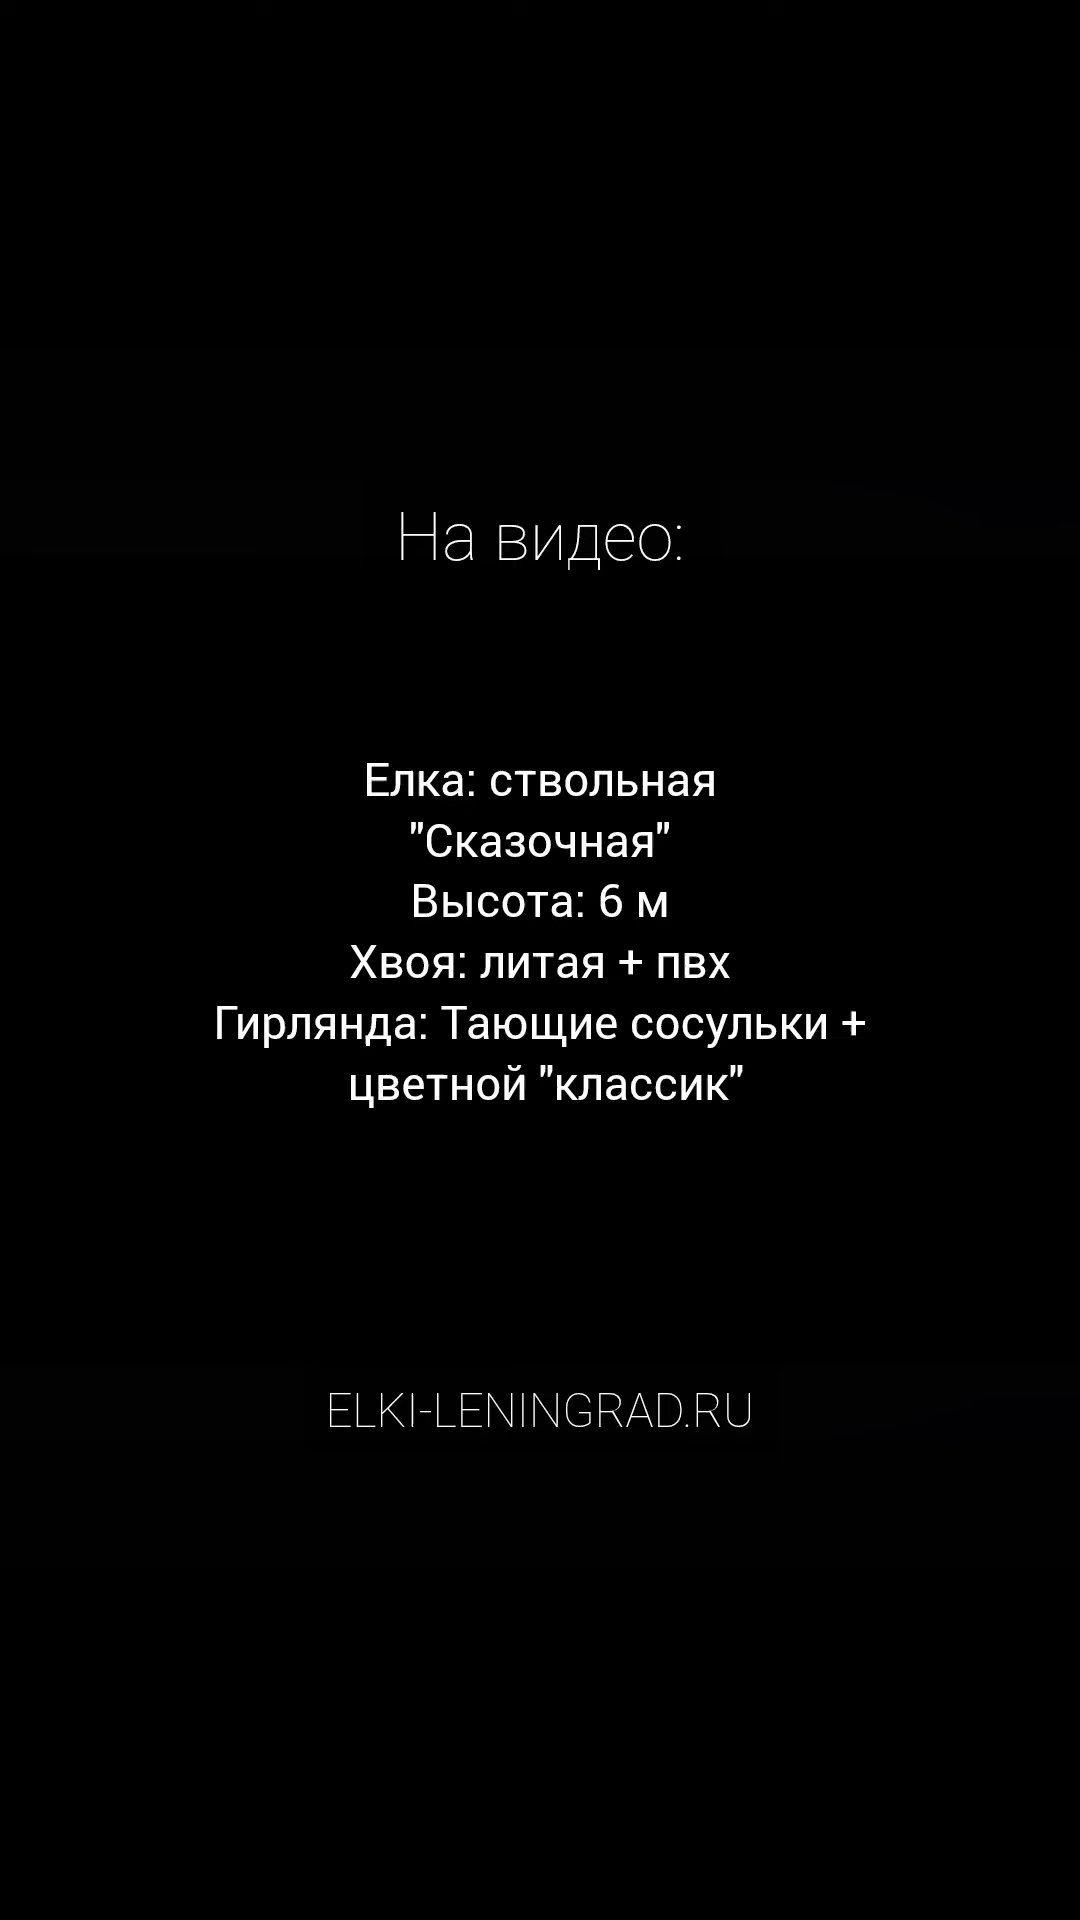 На видео:
Елка: ствольная
"Сказочная"
Высота: 6 м
Хвоя: литая + пвх
Гирлянда: Тающие сосульки +
цветной "классик"
ELKI-LENINGRAD.RU